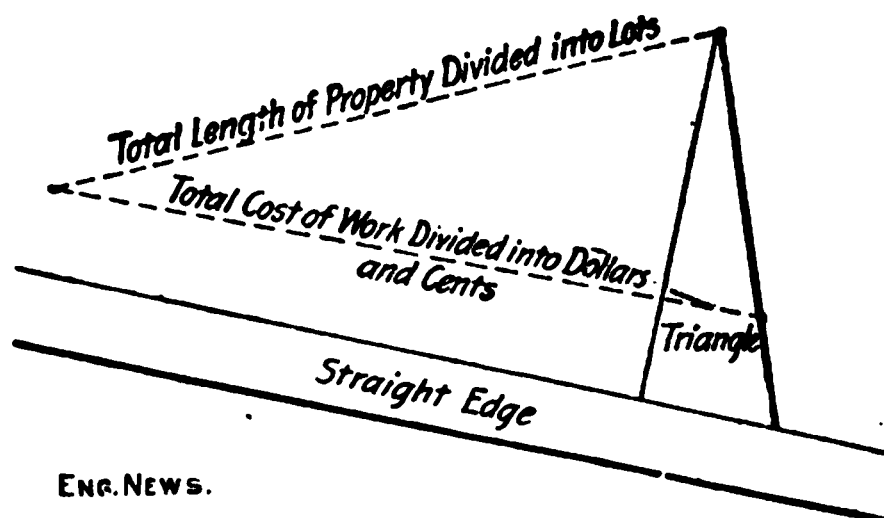 Total Length of Property Divided into Lots
Total Cost of Work Divided into Dollars
and Cents
Triangle
Straight Edge
ENG. NEWS.